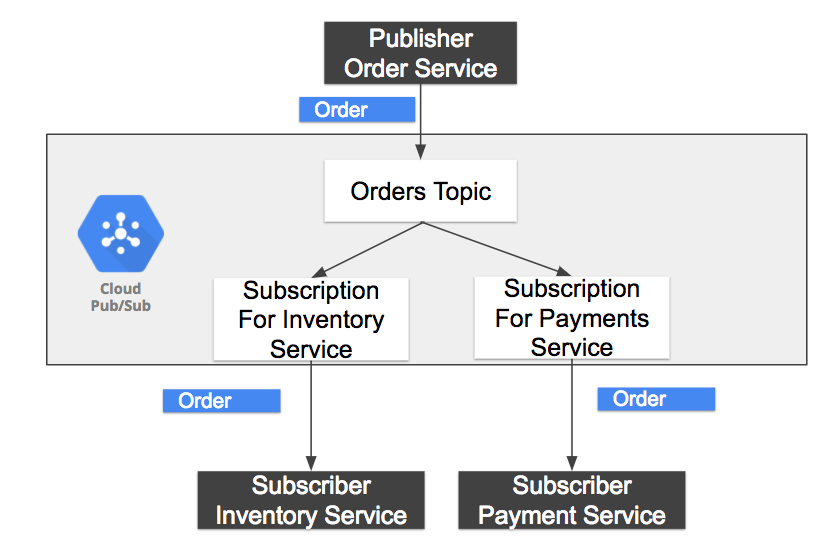 Publisher
Order Service
Order
Orders Topic
Cloud
Pub/Sub
Subscription
For Inventory
Service
Subscription
For Payments
Service
Order
Order
Subscriber
Inventory Service
Subscriber
Payment Service